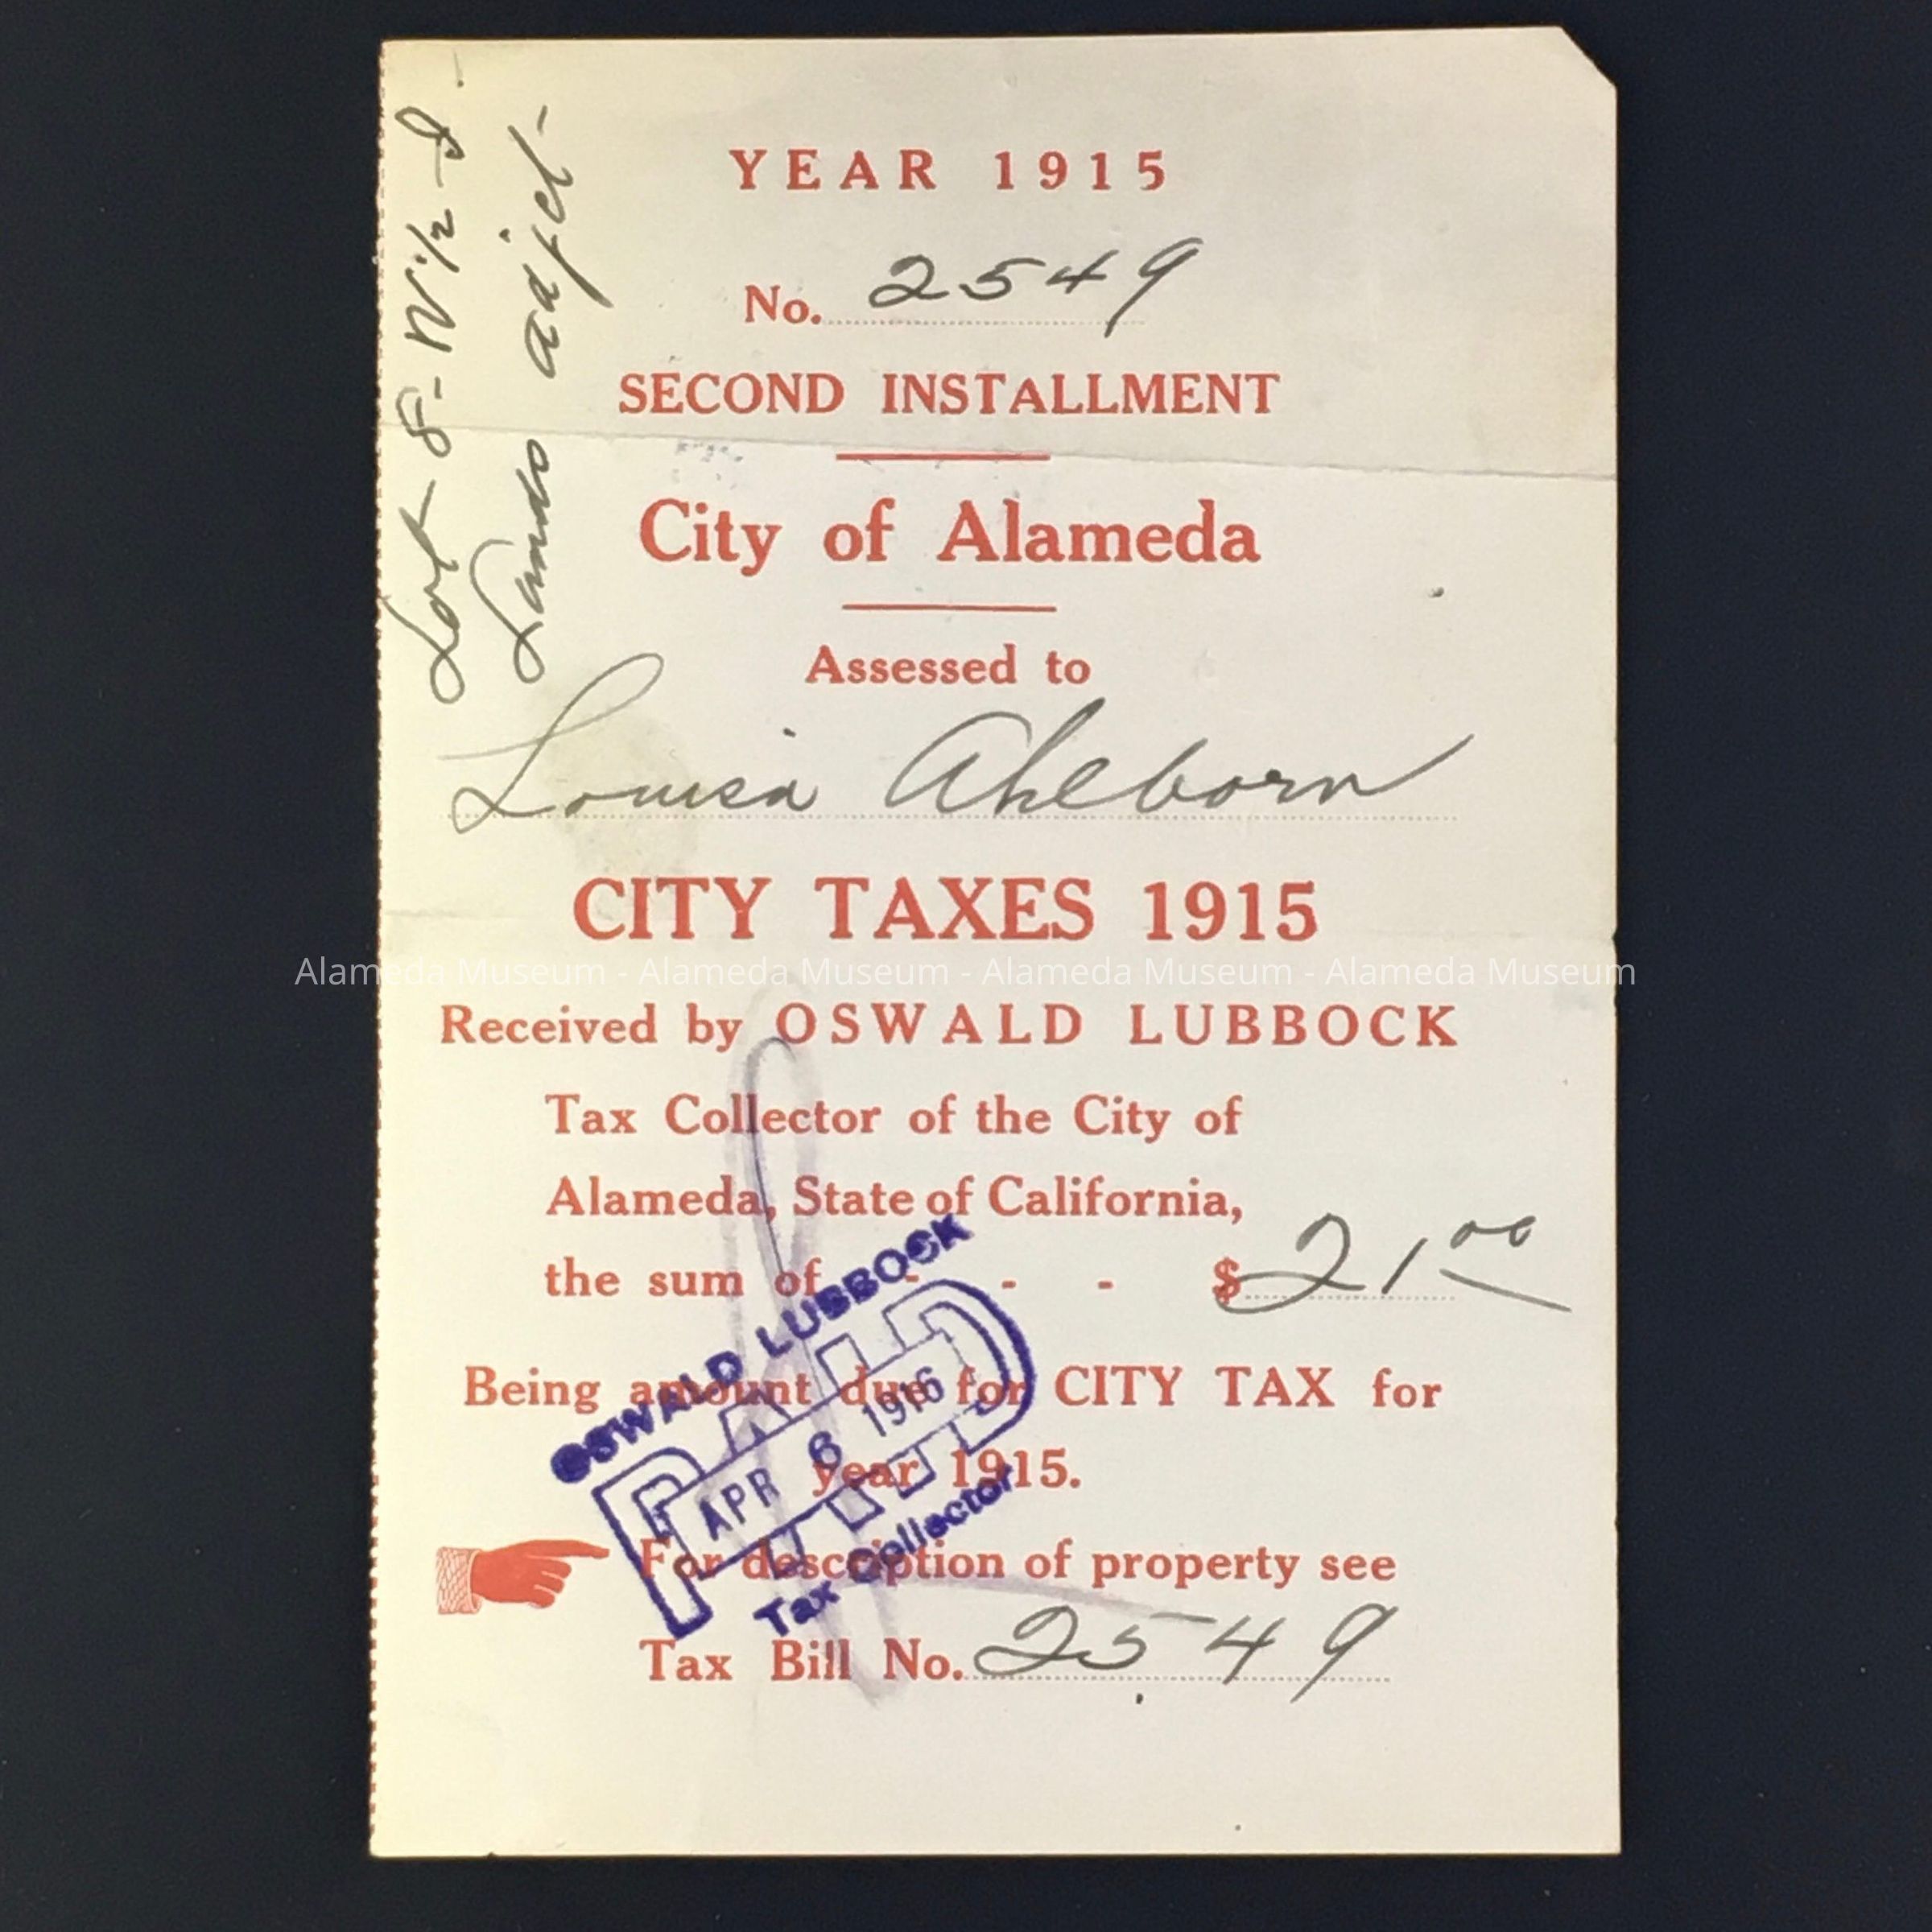 Lot 8 - W 1/2 -
Lands adjct -
YEAR 1915
No. 2549
SECOND INSTALLMENT
City of Alameda
Assessed to
Louisa Ahlborn
CITY TAXES 1915
Alameda Museum - Alameda Museum - Alameda Museum - Alameda Museum
Received by OSWALD LUBBOCK
Tax Collector of the City of
Alameda, State of California,
the sum of - - - $21.00
Being amount due for CITY TAX for
year 1915.
For description of property see
Tax Bill No. 2549
OSWALD LUBBOCK
PAID
APR 6 1916
Tax Collector